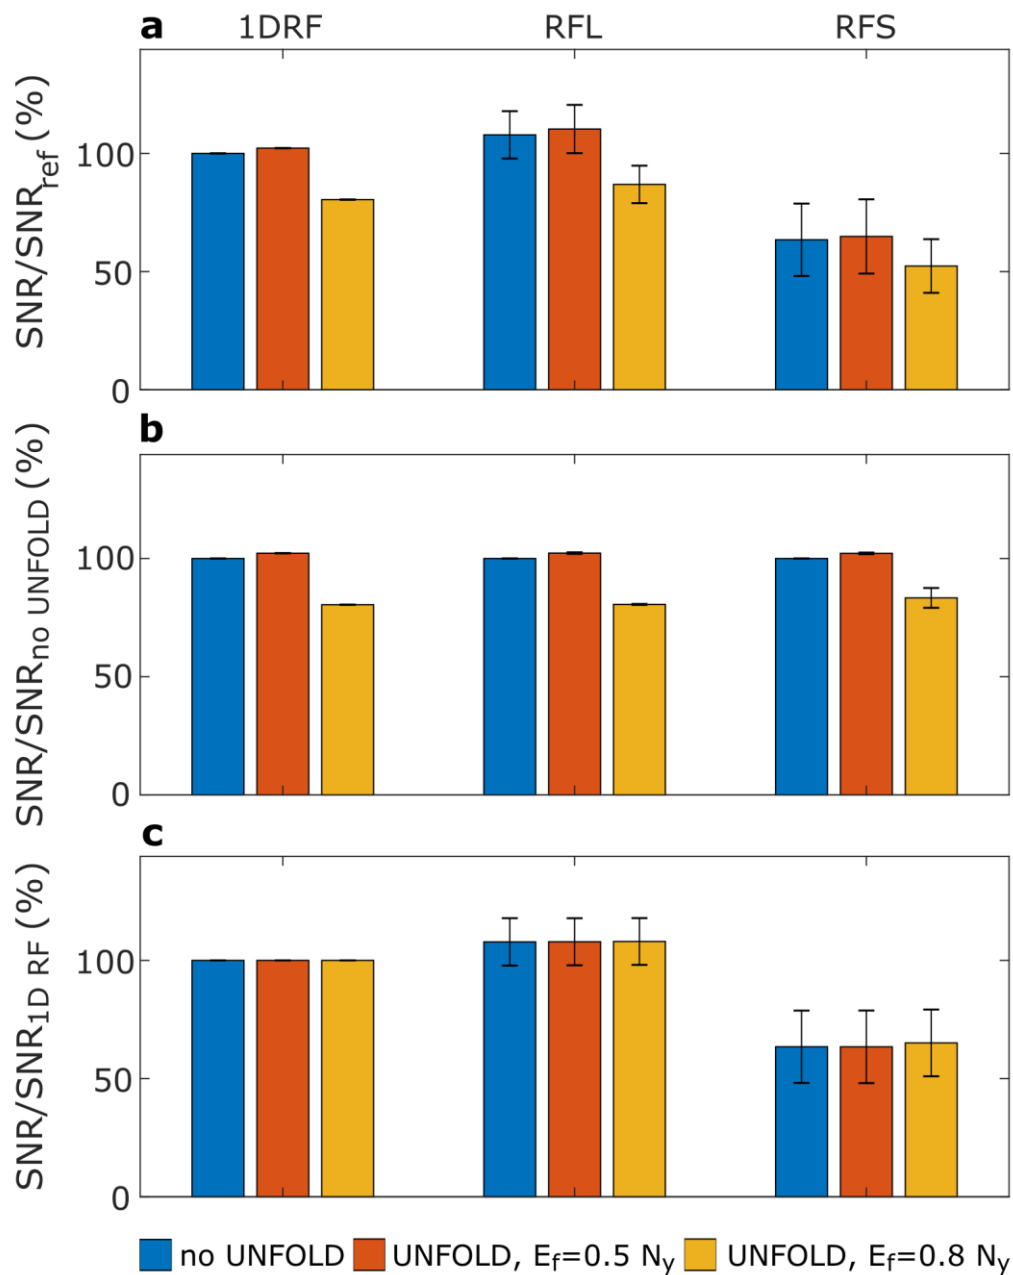 a 1DRF RFL RFS
SNR/SNRref (%)
100
50
0
b
SNR/SNRno UNFOLD (%)
100
50
0
c
SNR/SNR1D RF (%)
100
50
0
no UNFOLD UNFOLD, Ef=0.5 Ny UNFOLD, Ef=0.8 Ny